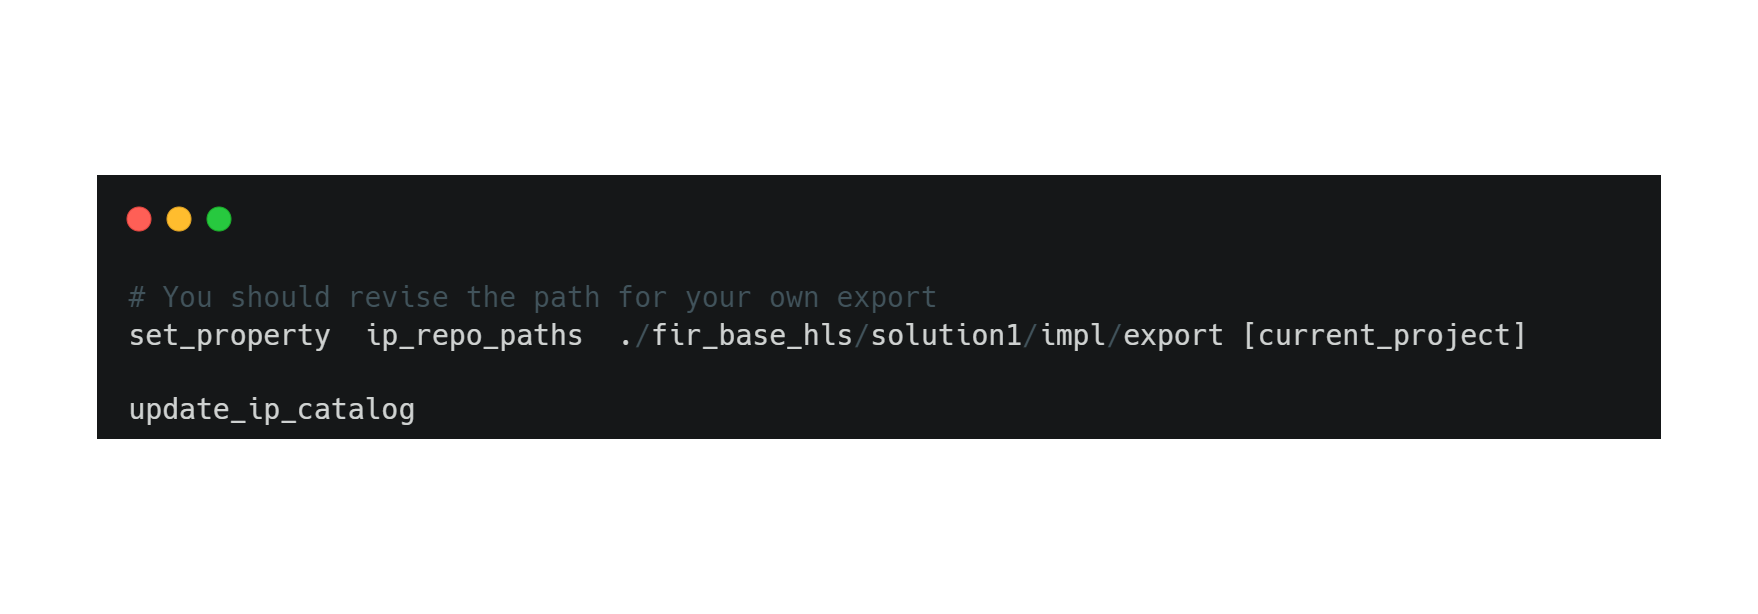 # You should revise the path for your own export
set_property  ip_repo_paths  ./fir_base_hls/solution1/impl/export [current_project]
update_ip_catalog